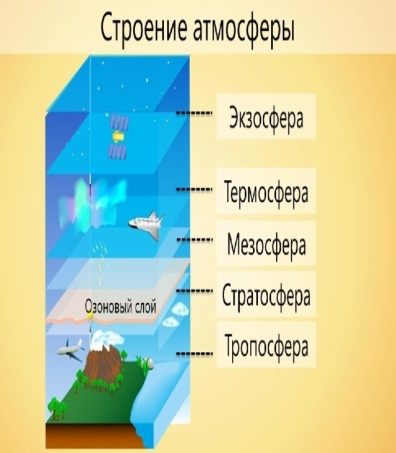 Строение атмосферы
Экзосфера
Термосфера
Мезосфера
Стратосфера
Озоновый слой
Тропосфера